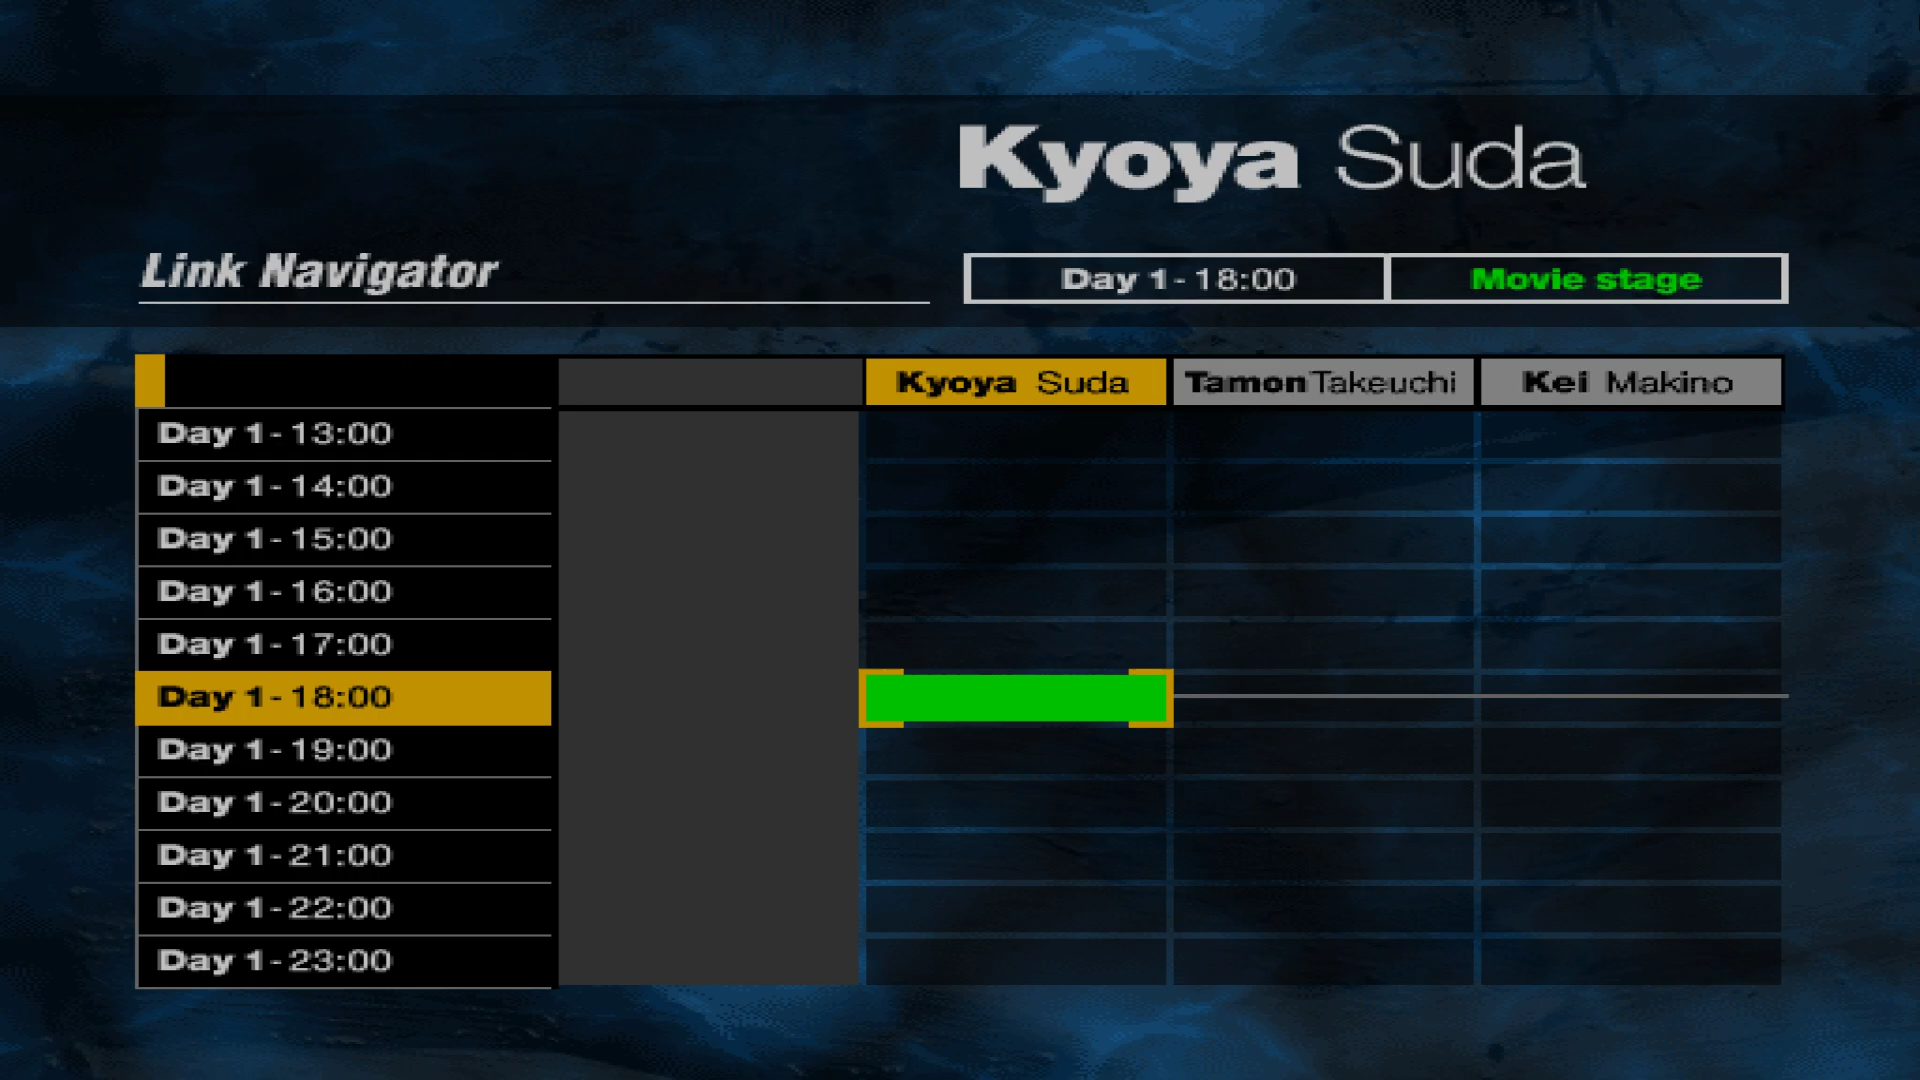 Kyoya Suda
Link Navigator
Day 1 - 18:00 Movie stage
Kyoya Suda Tamon Takeuchi Kei Makino
Day 1 - 13:00
Day 1 - 14:00
Day 1 - 15:00
Day 1 - 16:00
Day 1 - 17:00
Day 1 - 18:00
Day 1 - 19:00
Day 1 - 20:00
Day 1 - 21:00
Day 1 - 22:00
Day 1 - 23:00